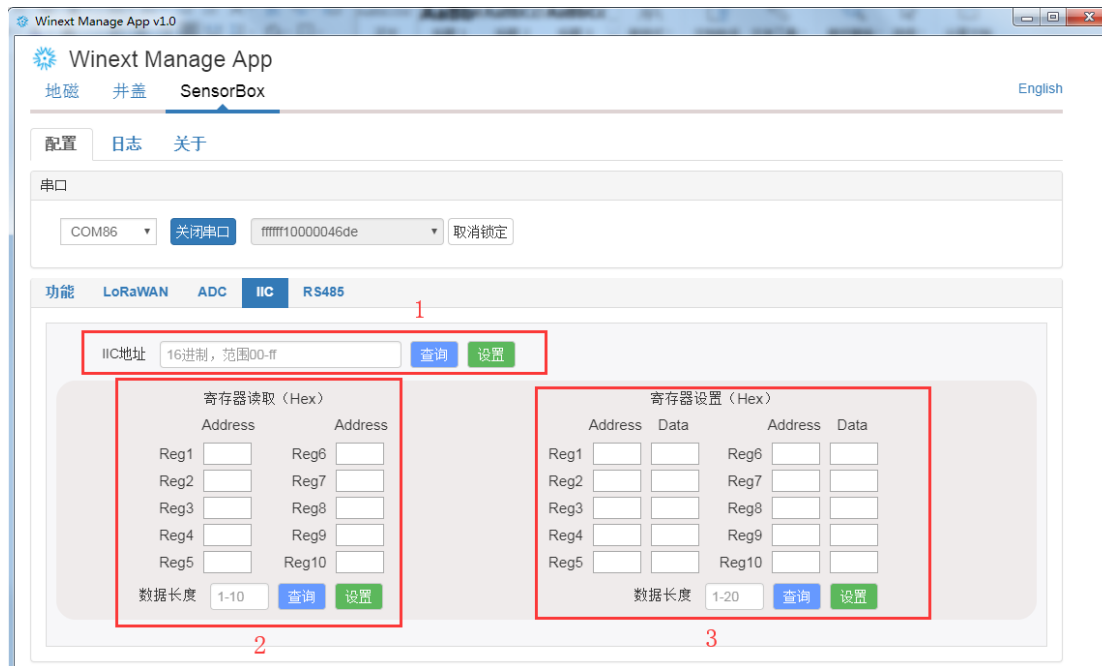 Winext Manage App v1.0
Winext Manage App
地磁 井盖 SensorBox English
配置 日志 关于
串口
COM86 关闭串口 ffffff10000046de 取消锁定
功能 LoRaWAN ADC IIC RS485
1
IIC地址 16进制，范围00-ff 查询 设置
寄存器读取（Hex）
Address Address
Reg1 Reg6
Reg2 Reg7
Reg3 Reg8
Reg4 Reg9
Reg5 Reg10
数据长度 1-10 查询 设置
2
寄存器设置（Hex）
Address Data Address Data
Reg1 Reg6
Reg2 Reg7
Reg3 Reg8
Reg4 Reg9
Reg5 Reg10
数据长度 1-20 查询 设置
3